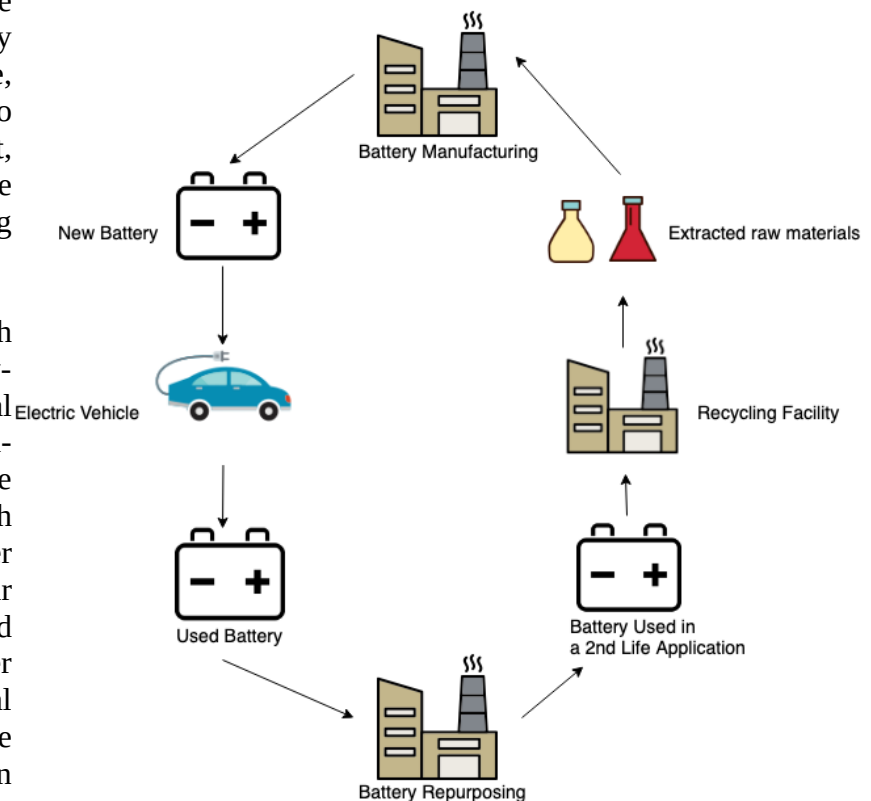 Battery Manufacturing
New Battery
Extracted raw materials
Electric Vehicle
Recycling Facility
Used Battery
Battery Used in
a 2nd Life Application
Battery Repurposing